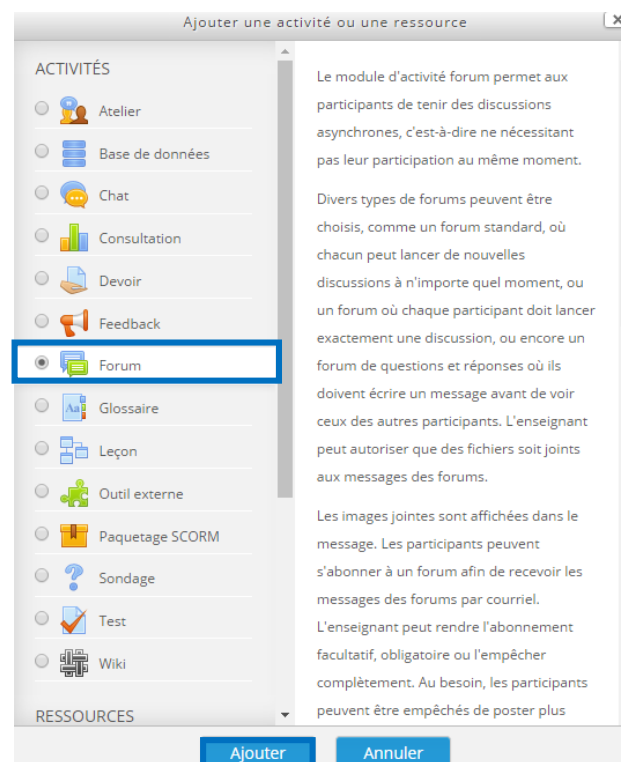 Ajouter une activité ou une ressource
ACTIVITÉS
Atelier
Base de données
Chat
Consultation
Devoir
Feedback
Forum
Glossaire
Leçon
Outil externe
Paquetage SCORM
Sondage
Test
Wiki
RESSOURCES
Le module d'activité forum permet aux
participants de tenir des discussions
asynchrones, c'est-à-dire ne nécessitant
pas leur participation au même moment.
Divers types de forums peuvent être
choisis, comme un forum standard, où
chacun peut lancer de nouvelles
discussions à n'importe quel moment, ou
un forum où chaque participant doit lancer
exactement une discussion, ou encore un
forum de questions et réponses où ils
doivent écrire un message avant de voir
ceux des autres participants. L'enseignant
peut autoriser que des fichiers soit joints
aux messages des forums.
Les images jointes sont affichées dans le
message. Les participants peuvent
s'abonner à un forum afin de recevoir les
messages des forums par courriel.
L'enseignant peut rendre l'abonnement
facultatif, obligatoire ou l'empêcher
complètement. Au besoin, les participants
peuvent être empêchés de poster plus
Ajouter
Annuler